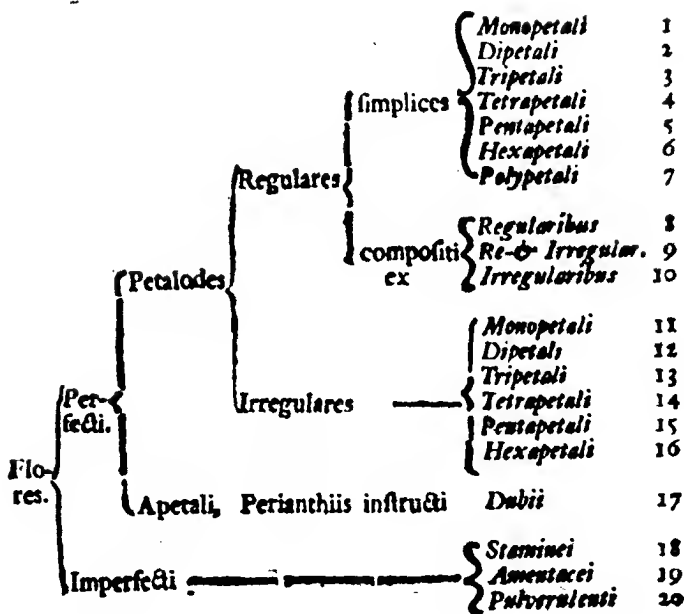 Monopetali 1
Dipetali 2
Tripetali 3
ſimplices Tetrapetali 4
Pentapetali 5
Hexapetali 6
Regulares Polypetali 7
Regularibus 8
compoſiti Re-& Irregular. 9
ex Irregularibus 10
Petalodes
Monopetali 11
Dipetali 12
Tripetali 13
Per- Irregulares Tetrapetali 14
fecti. Pentapetali 15
Hexapetali 16
Flo-
res. Apetali, Perianthiis inſtructi Dubii 17
Staminei 18
Imperfecti Amentacei 19
Pulverulenti 20